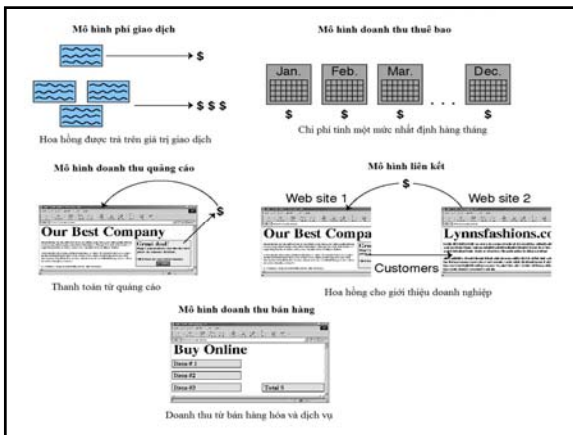 Mô hình phí giao dịch
$
$ $ $
Hoa hồng được trả trên giá trị giao dịch
Mô hình doanh thu thuê bao
Jan. Feb. Mar. Dec.
. . .
$ $ $ $
Chi phí tính một mức nhất định hàng tháng
Mô hình doanh thu quảng cáo
$
Our Best Company
Great deal!
Thanh toán từ quảng cáo
Mô hình liên kết
$
Web site 1 Web site 2
Our Best Company
Lynnsfashions.co
Customers
Hoa hồng cho giới thiệu doanh nghiệp
Mô hình doanh thu bán hàng
Buy Online
Item # 1
Item #2
Item #3 Total $
Doanh thu từ bán hàng hóa và dịch vụ